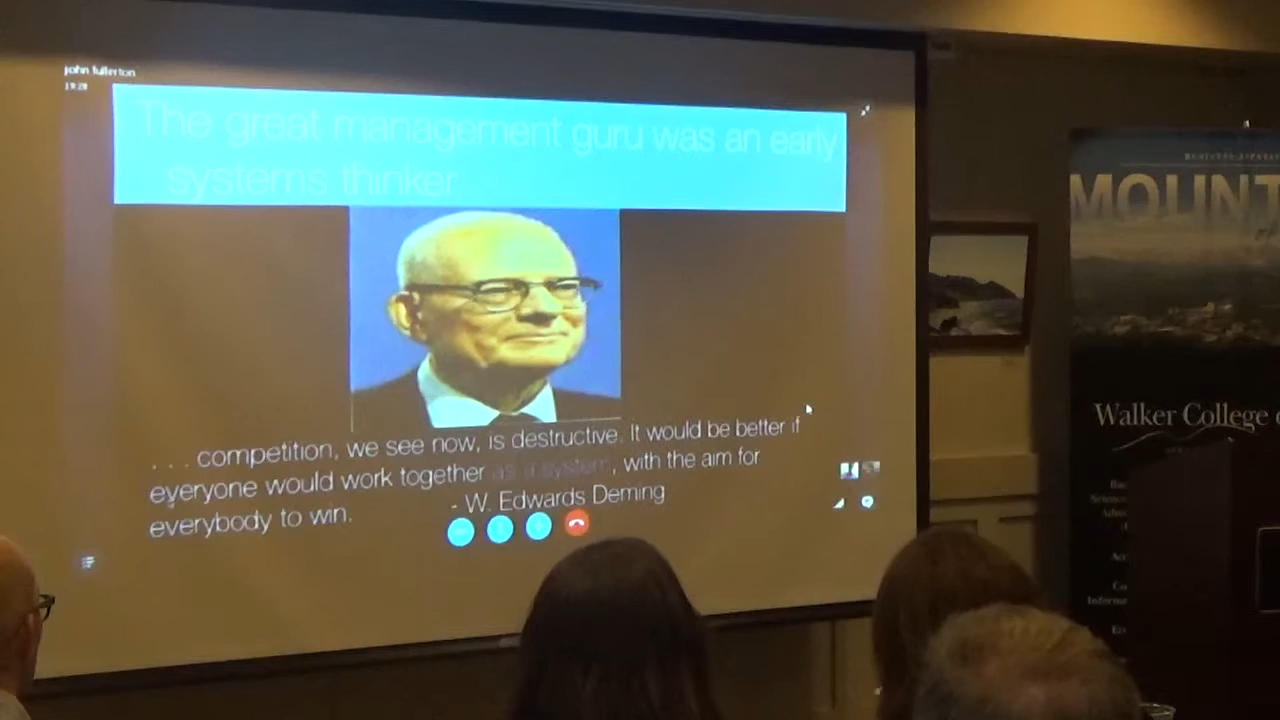 john fullerton
19:28
The great management guru was an early
systems thinker
. . . competition, we see now, is destructive. It would be better if
everyone would work together as a system, with the aim for
everybody to win.
- W. Edwards Deming
MOUNT
Walker College